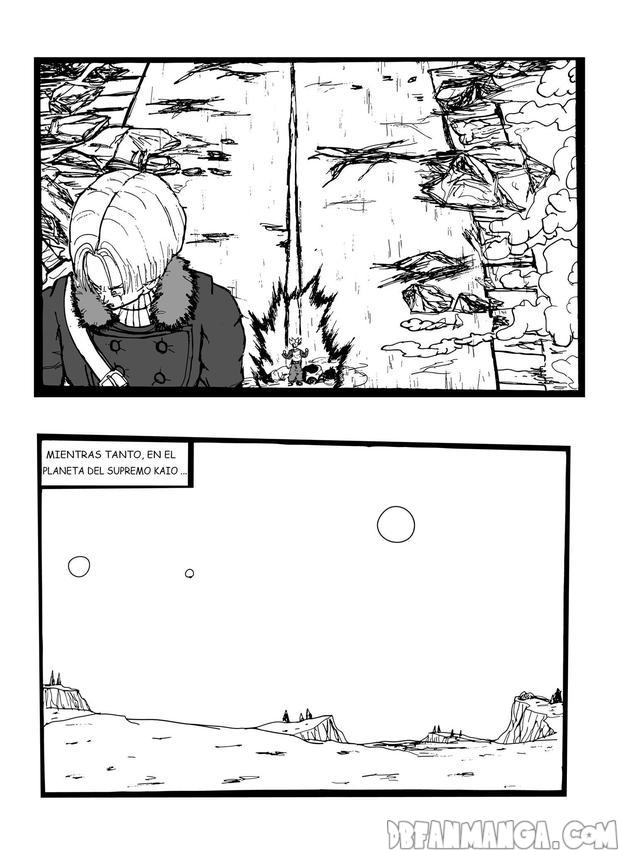 MIENTRAS TANTO, EN EL
PLANETA DEL SUPREMO KAIO ...
DBFANMANGA.COM